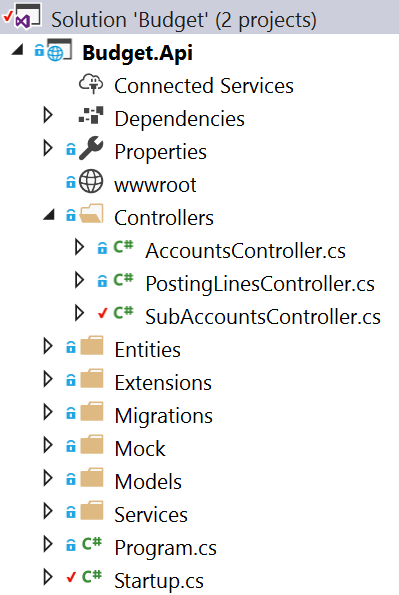 Solution 'Budget' (2 projects)
Budget.Api
Connected Services
Dependencies
Properties
wwwroot
Controllers
C# AccountsController.cs
C# PostingLinesController.cs
C# SubAccountsController.cs
Entities
Extensions
Migrations
Mock
Models
Services
C# Program.cs
C# Startup.cs